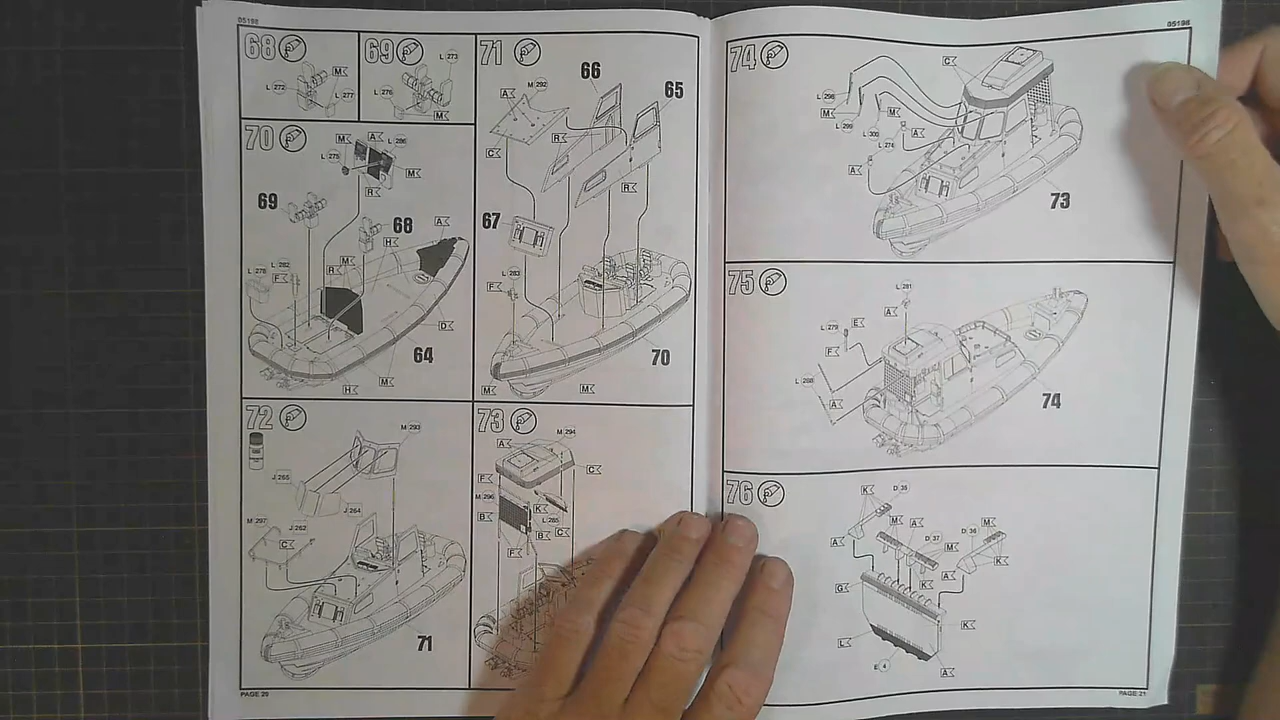 05198
68
M
L 272
L 277
69
L 273
L 276
M
70
M
A
L 286
L 275
M
R
69
68
A
H
L 282
L 278
F
M
R
D
64
M
H
71
66
65
A
M 292
R
C
R
67
L 283
F
70
M
M
72
M 293
J 265
J 264
M 297
J 262
C
71
73
A
M 294
C
F
M 296
K
B
L 285
B
C
F
PAGE 20
05198
74
C
L 298
M
L 299
M
L 300
A
L 274
A
73
75
L 281
A
L 279
E
F
L 288
A
74
76
K
D 35
M
A
M
D 37
D 36
A
M
K
K
A
G
K
L
E
A
PAGE 21